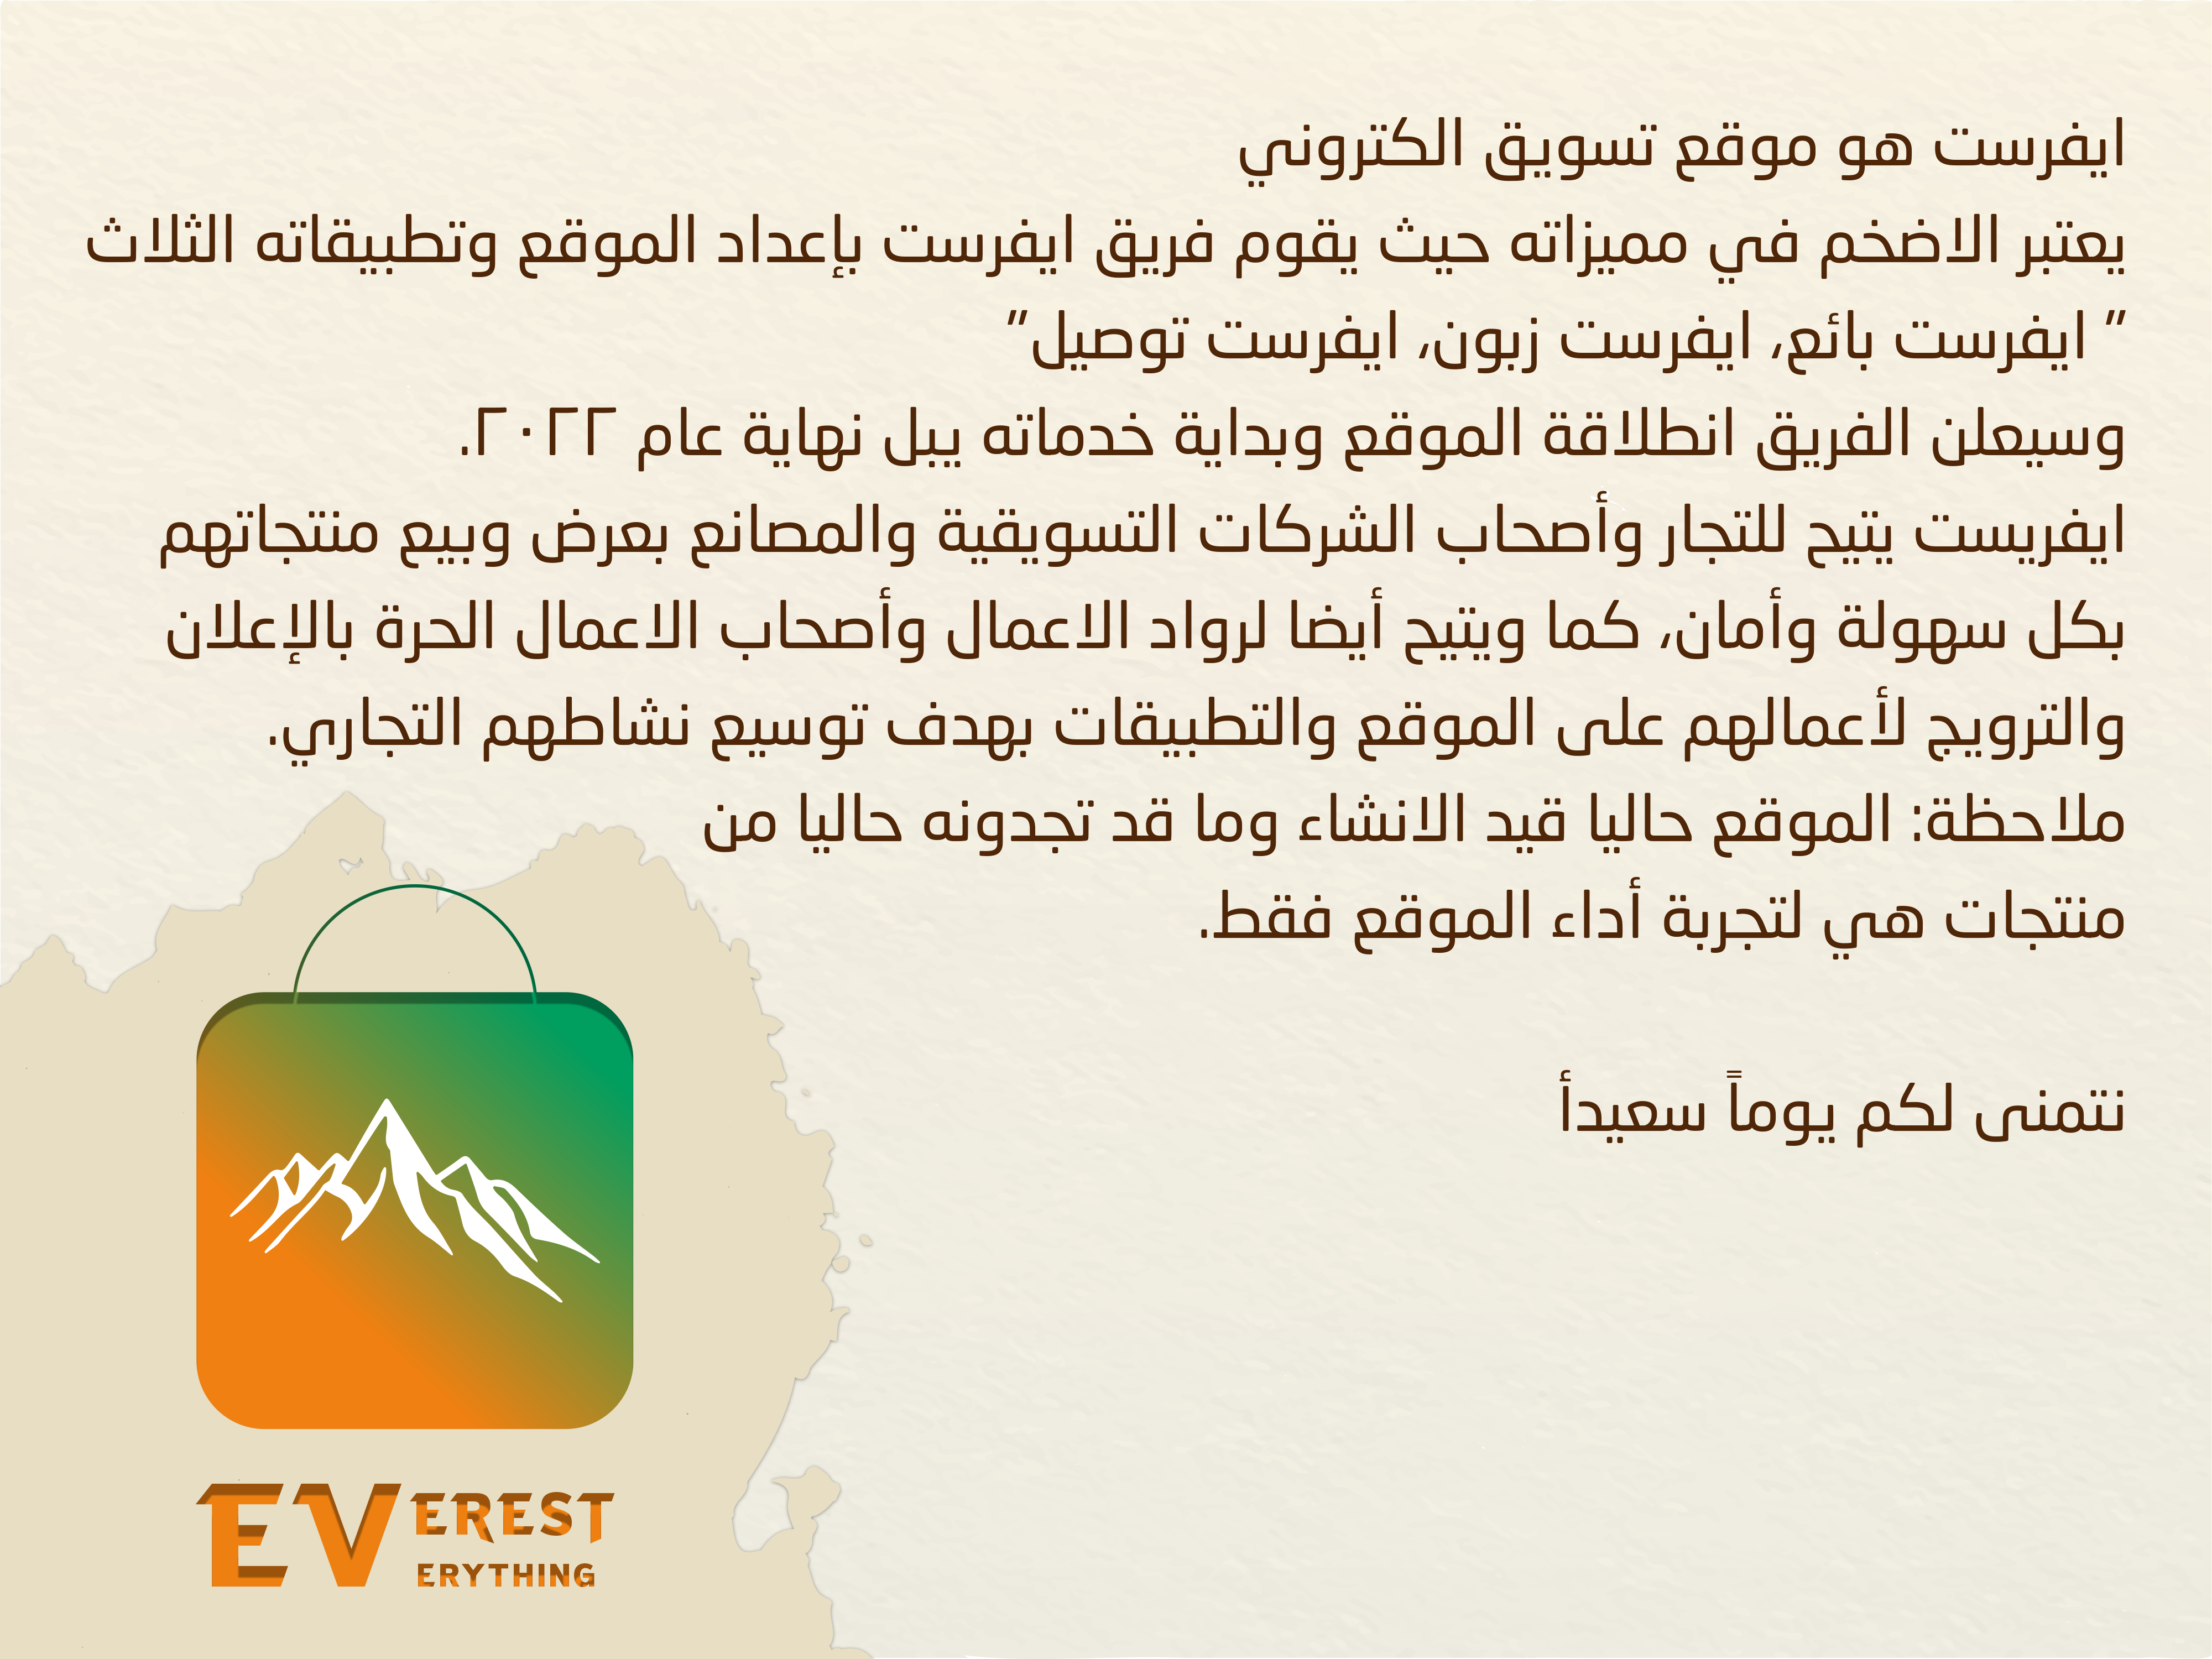 ايفرست هو موقع تسويق الكتروني
يعتبر الاضخم في مميزاته حيث يقوم فريق ايفرست بإعداد الموقع وتطبيقاته الثلاث
” ايفرست بائع، ايفرست زبون، ايفرست توصيل”
وسيعلن الفريق انطلاقة الموقع وبداية خدماته يبل نهاية عام ٢٠٢٢.
ايفريست يتيح للتجار وأصحاب الشركات التسويقية والمصانع بعرض وبيع منتجاتهم
بكل سهولة وأمان، كما ويتيح أيضا لرواد الاعمال وأصحاب الاعمال الحرة بالإعلان
والترويج لأعمالهم على الموقع والتطبيقات بهدف توسيع نشاطهم التجاري.
ملاحظة: الموقع حاليا قيد الانشاء وما قد تجدونه حاليا من
منتجات هي لتجربة أداء الموقع فقط.
نتمنى لكم يوماً سعيدأ
EVEREST
ERYTHING